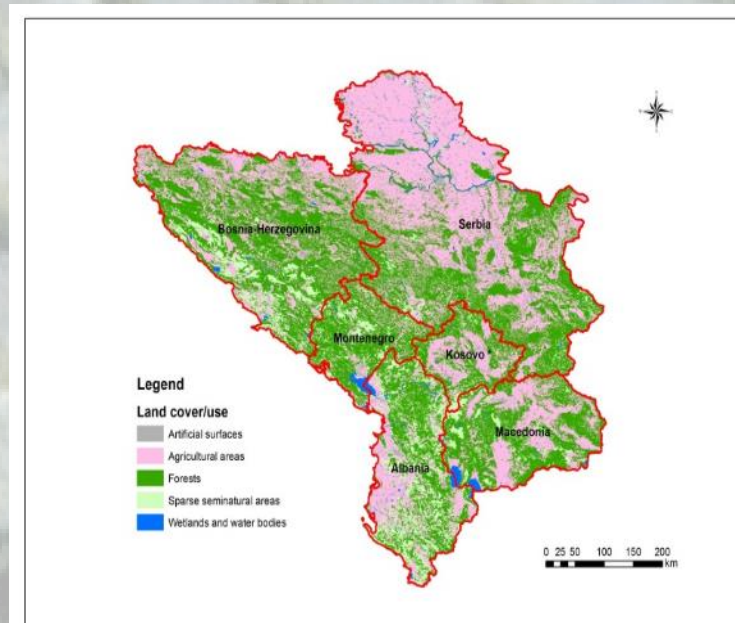 Bosnia-Herzegovina
Serbia
Montenegro
Kosovo
Macedonia
Albania
Legend
Land cover/use
Artificial surfaces
Agricultural areas
Forests
Sparse seminatural areas
Wetlands and water bodies
0 25 50 100 150 200
km